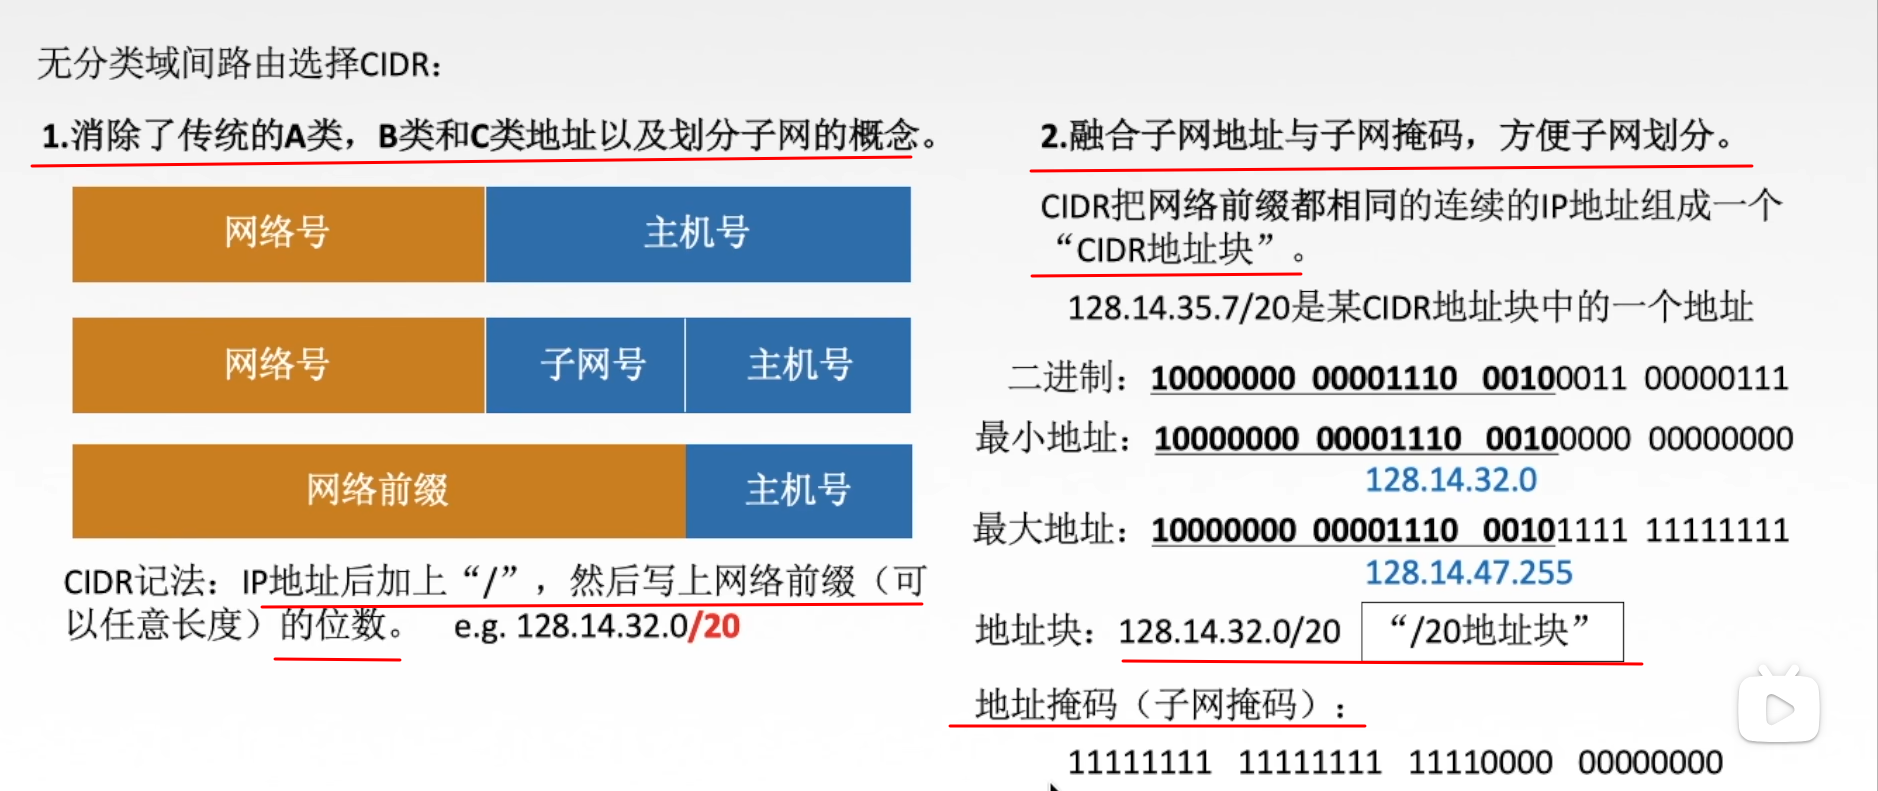 无分类域间路由选择CIDR：
1.消除了传统的A类，B类和C类地址以及划分子网的概念。
网络号 主机号
网络号 子网号 主机号
网络前缀 主机号
CIDR记法：IP地址后加上“/”，然后写上网络前缀（可
以任意长度）的位数。 e.g. 128.14.32.0/20
2.融合子网地址与子网掩码，方便子网划分。
CIDR把网络前缀都相同的连续的IP地址组成一个
“CIDR地址块”。
128.14.35.7/20是某CIDR地址块中的一个地址
二进制：10000000 00001110 00100011 00000111
最小地址：10000000 00001110 00100000 00000000
128.14.32.0
最大地址：10000000 00001110 00101111 11111111
128.14.47.255
地址块：128.14.32.0/20 “/20地址块”
地址掩码（子网掩码）：
11111111 11111111 11110000 00000000